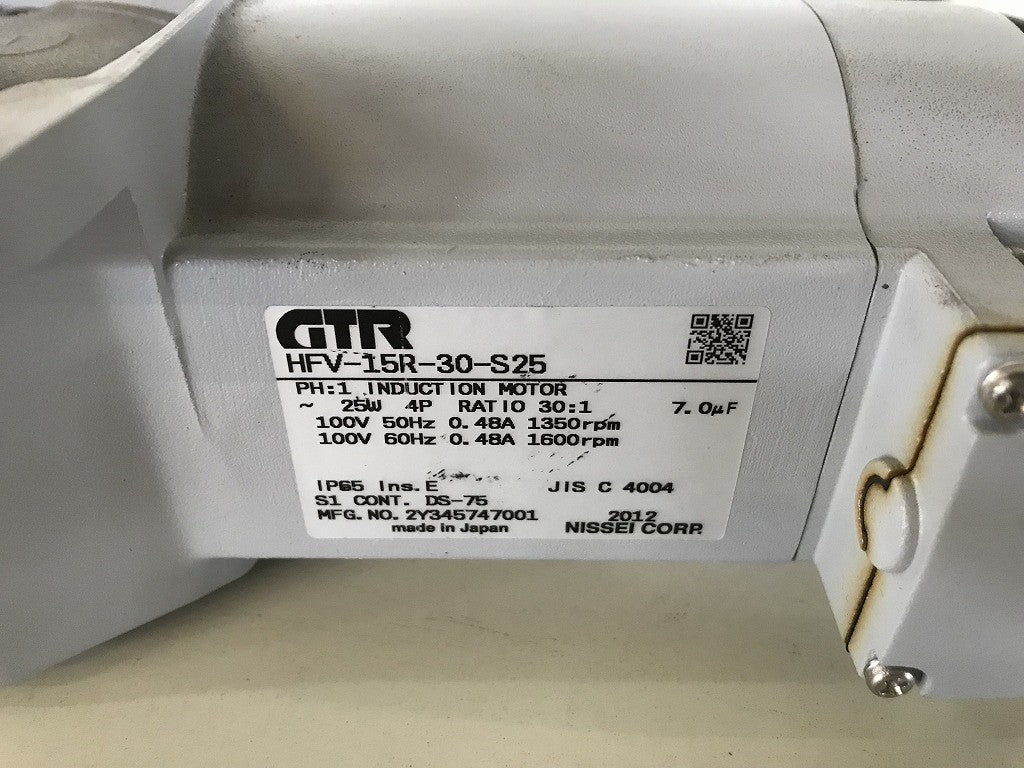 GTR
HFV-15R-30-S25
PH:1 INDUCTION MOTOR
~ 25W 4P RATIO 30:1 7.0μF
100V 50Hz 0.48A 1350rpm
100V 60Hz 0.48A 1600rpm
IP65 Ins.E JIS C 4004
S1 CONT. DS-75
MFG.NO.2Y345747001 2012
made in Japan NISSEI CORP.